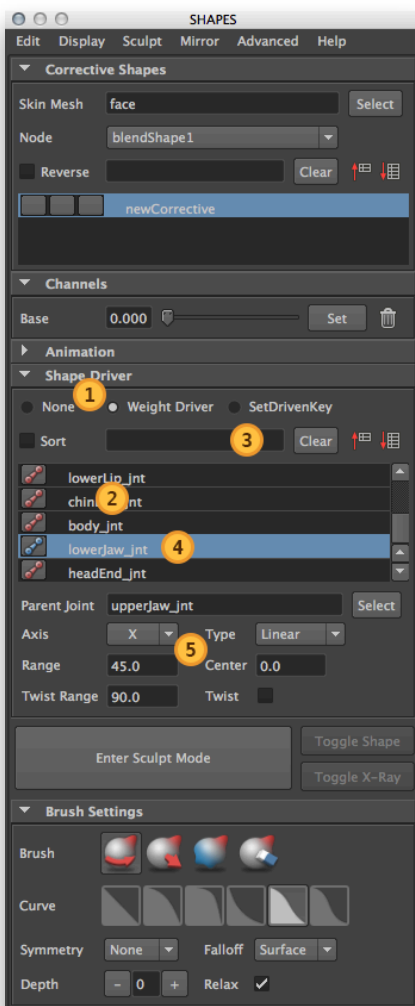 SHAPES
Edit Display Sculpt Mirror Advanced Help
Corrective Shapes
Skin Mesh face Select
Node blendShape1
Reverse Clear
newCorrective
Channels
Base 0.000 Set
Animation
Shape Driver
1
None Weight Driver SetDrivenKey
Sort 3 Clear
lowerLip_jnt
2
body_jnt
lowerJaw_jnt 4
headEnd_jnt
Parent Joint upperJaw_jnt Select
Axis X Type Linear
5
Range 45.0 Center 0.0
Twist Range 90.0 Twist
Enter Sculpt Mode Toggle Shape
Toggle X-Ray
Brush Settings
Brush
Curve
Symmetry None Falloff Surface
Depth - 0 + Relax